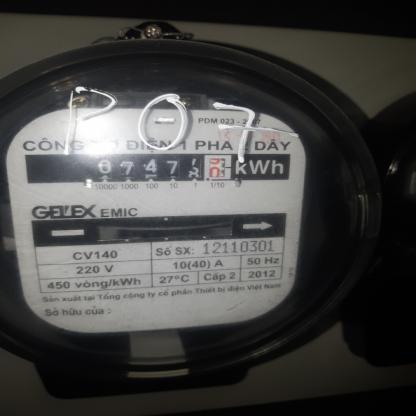 P07
PDM 023 - 2007
CÔNG TƠ ĐIỆN 1 PHA 2 DÂY
0747 kWh
10000 1000 100 10 1 1/10
GELEX EMIC
CV140 Số SX: 12110301
220 V 10(40) A 50 Hz
450 vòng/kWh 27°C Cấp 2 2012
Sản xuất tại Tổng công ty cổ phần Thiết bị điện Việt Nam
Sở hữu của :